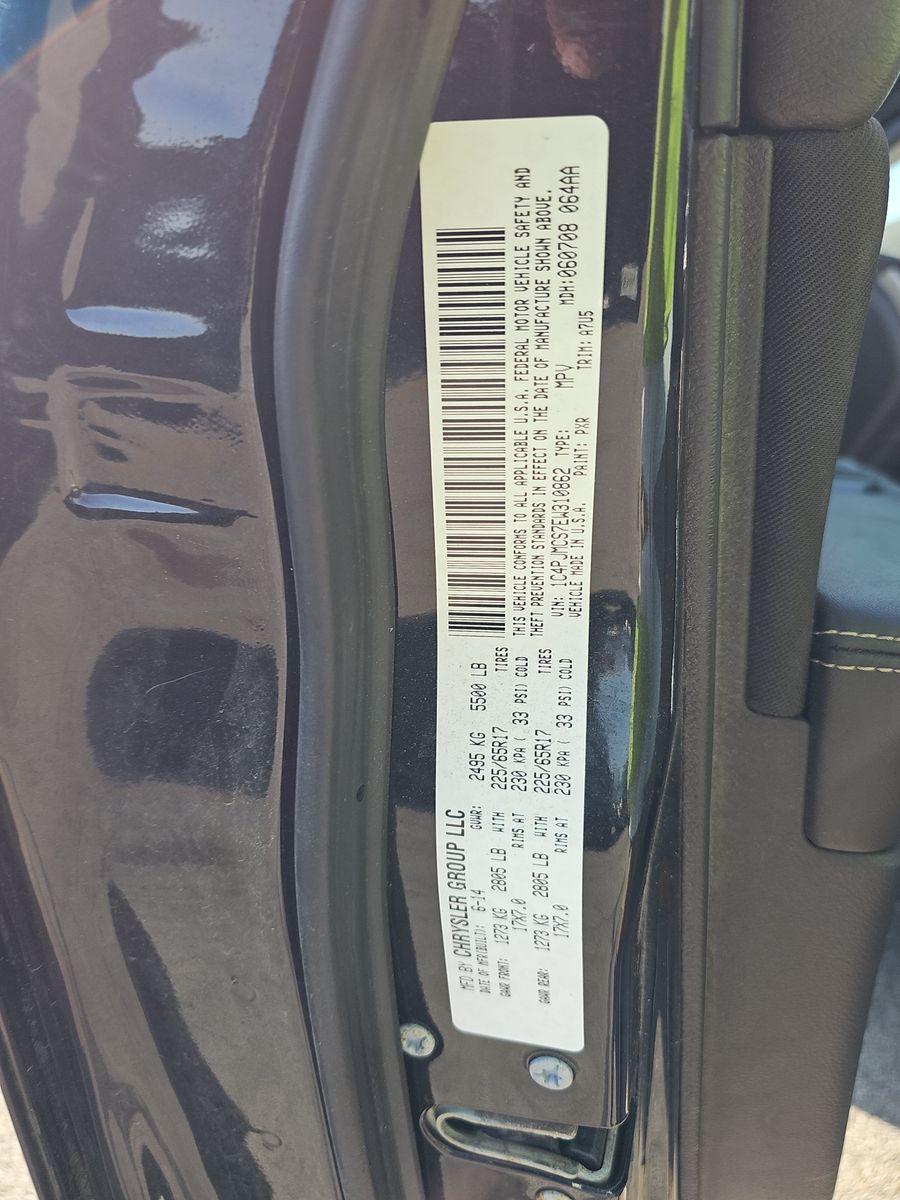 MFD BY CHRYSLER GROUP LLC
DATE OF MFR(BUILT): 6-14 GVWR: 2495 KG 5500 LB
GAWR FRONT: 1273 KG 2805 LB WITH 225/65R17 TIRES
17X7.0 RIMS AT 230 KPA ( 33 PSI) COLD
GAWR REAR: 1273 KG 2805 LB WITH 225/65R17 TIRES
17X7.0 RIMS AT 230 KPA ( 33 PSI) COLD
THIS VEHICLE CONFORMS TO ALL APPLICABLE U.S.A. FEDERAL MOTOR VEHICLE SAFETY AND
THEFT PREVENTION STANDARDS IN EFFECT ON THE DATE OF MANUFACTURE SHOWN ABOVE.
VIN: 1C4PJMCS7EW310862 TYPE: MPV MDH:060708 064AA
VEHICLE MADE IN U.S.A. PAINT: PXR TRIM: A7U5